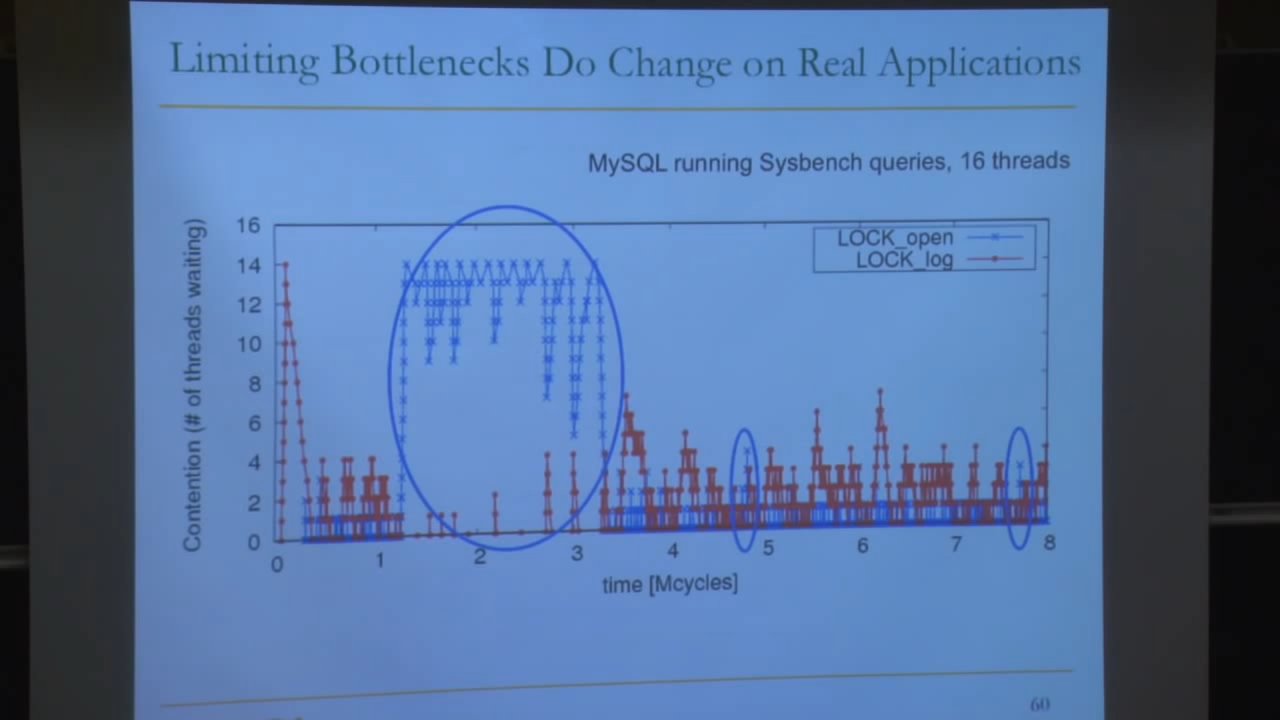 Limiting Bottlenecks Do Change on Real Applications
MySQL running Sysbench queries, 16 threads
LOCK_open
LOCK_log
Contention (# of threads waiting)
16
14
12
10
8
6
4
2
0
0 1 2 3 4 5 6 7 8
time [Mcycles]
60